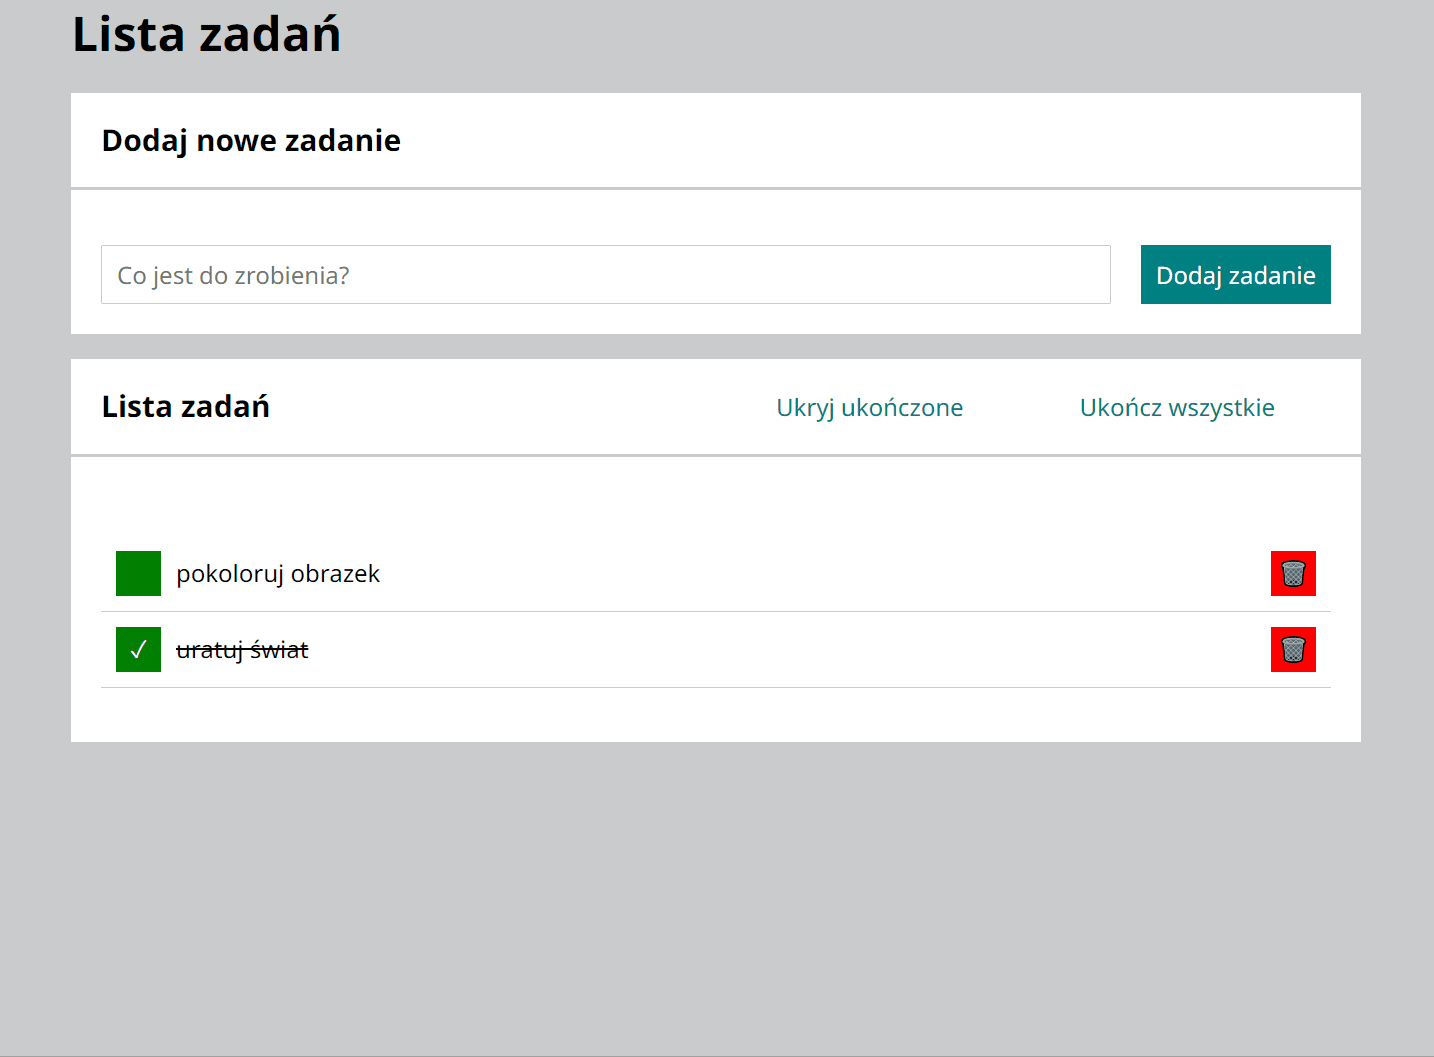 Lista zadań
Dodaj nowe zadanie
Co jest do zrobienia? Dodaj zadanie
Lista zadań Ukryj ukończone Ukończ wszystkie
pokoloruj obrazek
✓ uratuj świat